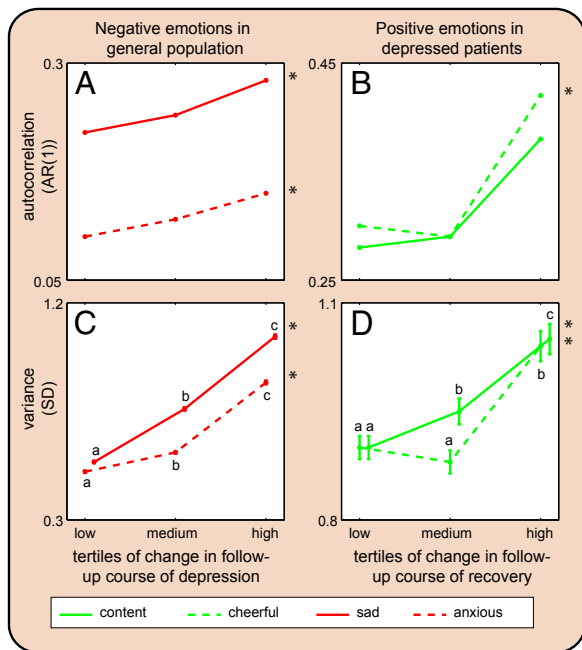 Negative emotions in
general population
Positive emotions in
depressed patients
A
B
0.3
0.45
autocorrelation
(AR(1))
*
*
*
0.05
0.25
C
D
1.2
1.1
variance
(SD)
a
a
b
b
c
c
*
*
a a
b
a
c
b
*
*
0.3
0.8
low medium high
low medium high
tertiles of change in follow-
up course of depression
tertiles of change in follow-
up course of recovery
content cheerful sad anxious